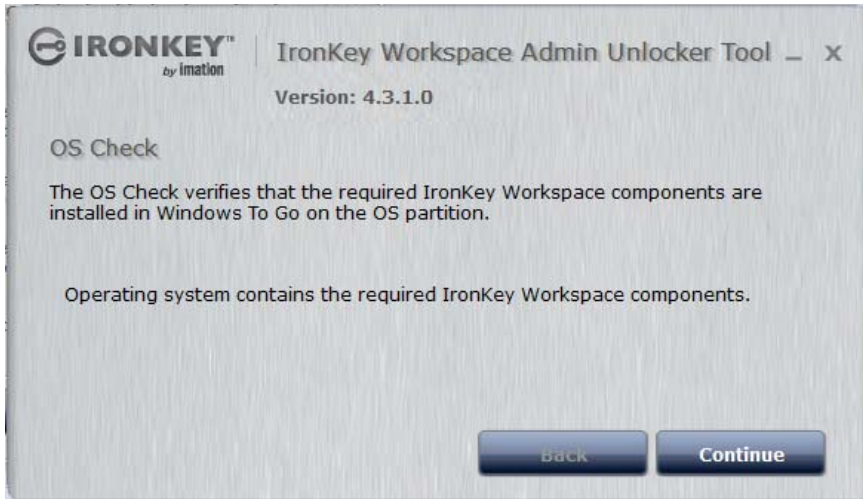 IRONKEY™
by imation
IronKey Workspace Admin Unlocker Tool
Version: 4.3.1.0
OS Check
The OS Check verifies that the required IronKey Workspace components are
installed in Windows To Go on the OS partition.
Operating system contains the required IronKey Workspace components.
Back
Continue